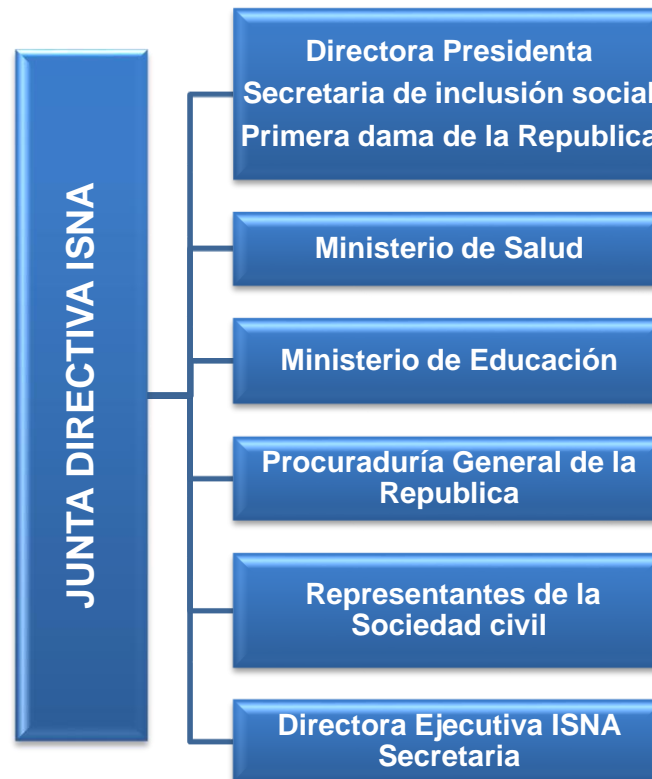 JUNTA DIRECTIVA ISNA
Directora Presidenta
Secretaria de inclusión social
Primera dama de la Republica
Ministerio de Salud
Ministerio de Educación
Procuraduría General de la
Republica
Representantes de la
Sociedad civil
Directora Ejecutiva ISNA
Secretaria